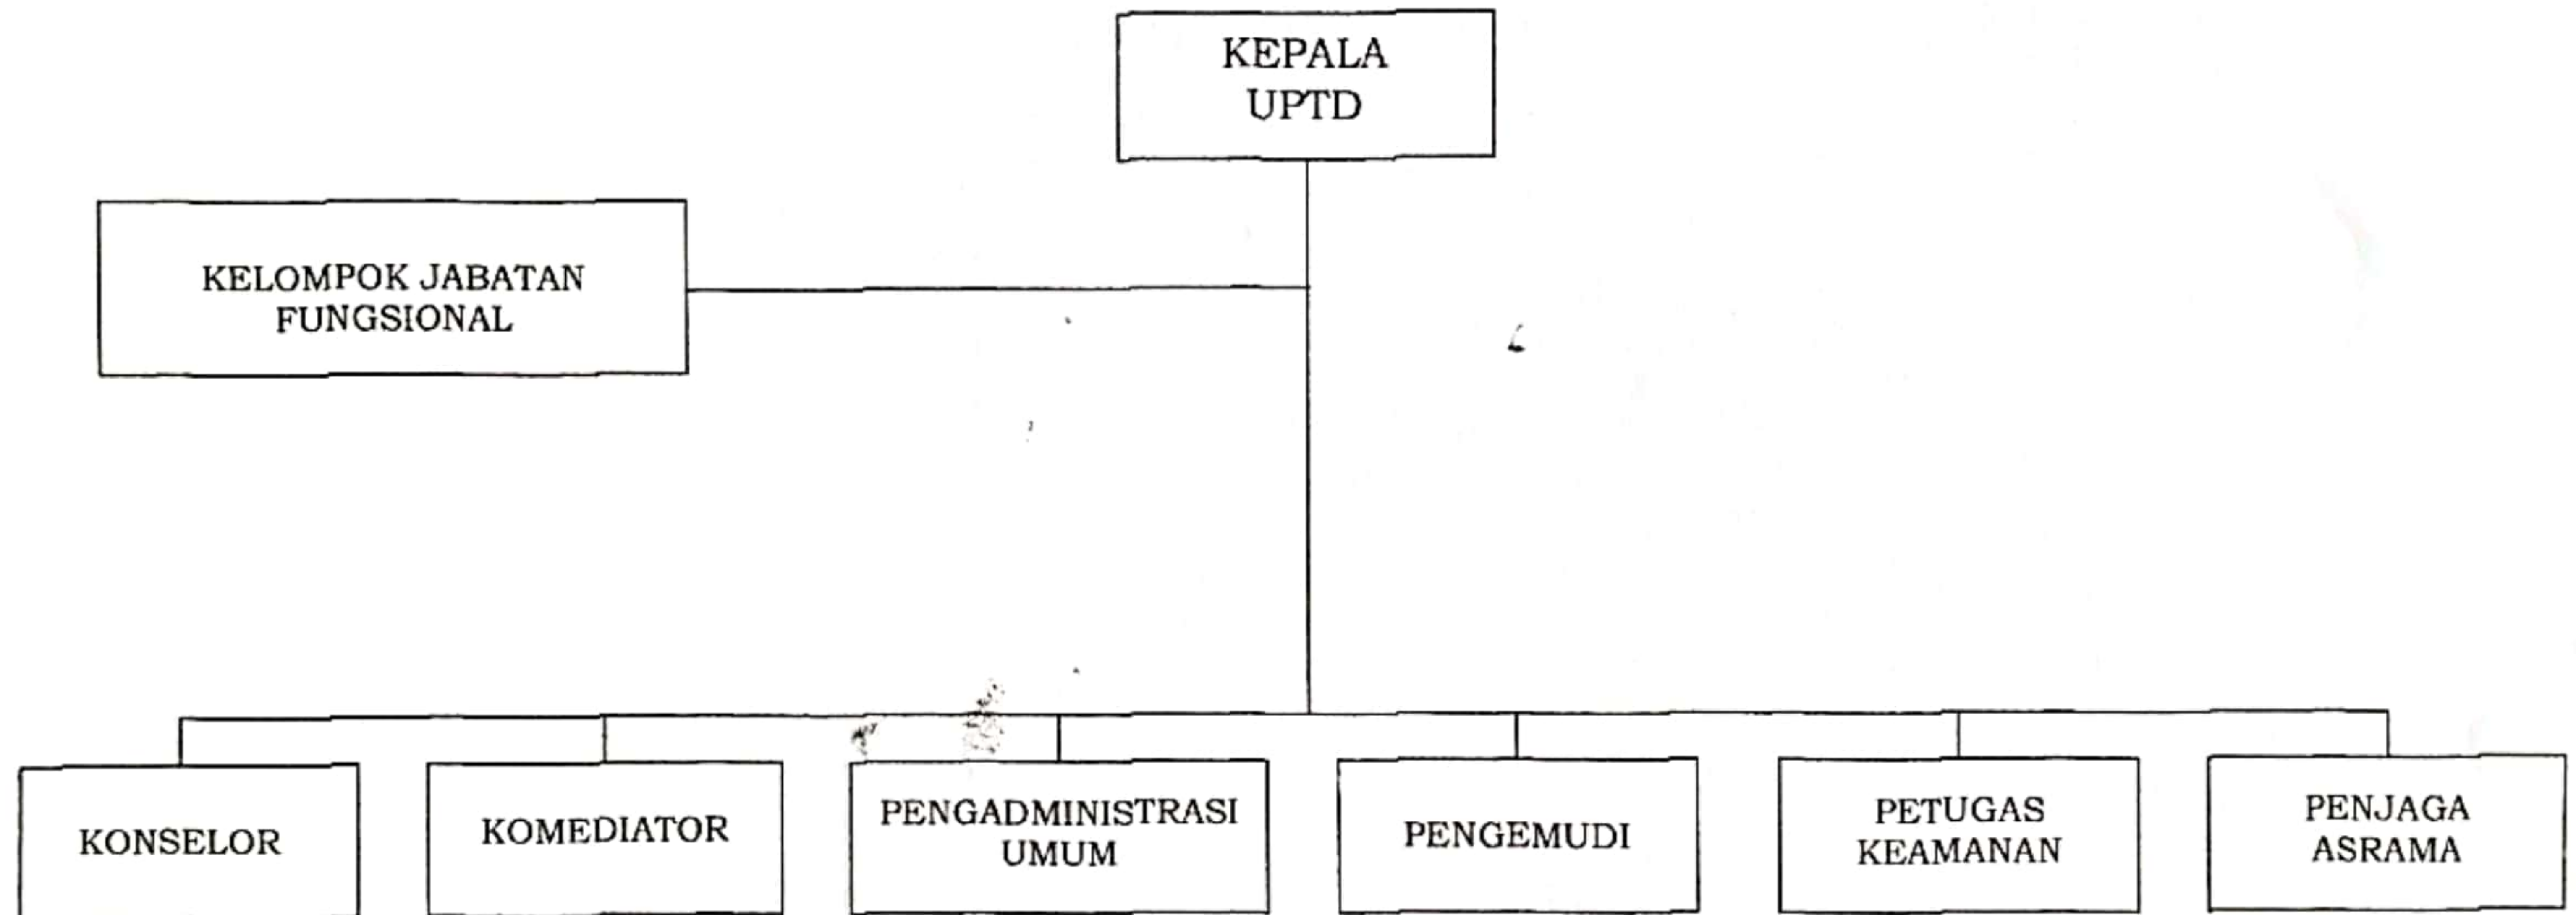 KEPALA
UPTD
KELOMPOK JABATAN
FUNGSIONAL
KONSELOR
KOMEDIATOR
PENGADMINISTRASI
UMUM
PENGEMUDI
PETUGAS
KEAMANAN
PENJAGA
ASRAMA